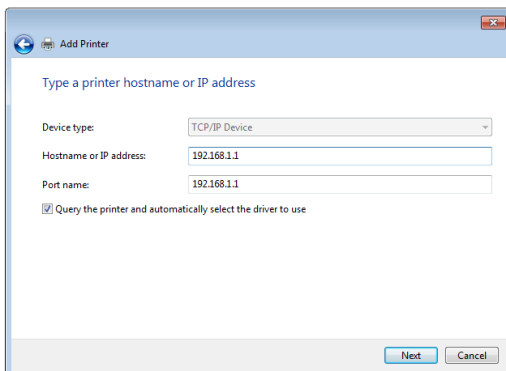 Add Printer
Type a printer hostname or IP address
Device type: TCP/IP Device
Hostname or IP address: 192.168.1.1
Port name: 192.168.1.1
Query the printer and automatically select the driver to use
Next Cancel